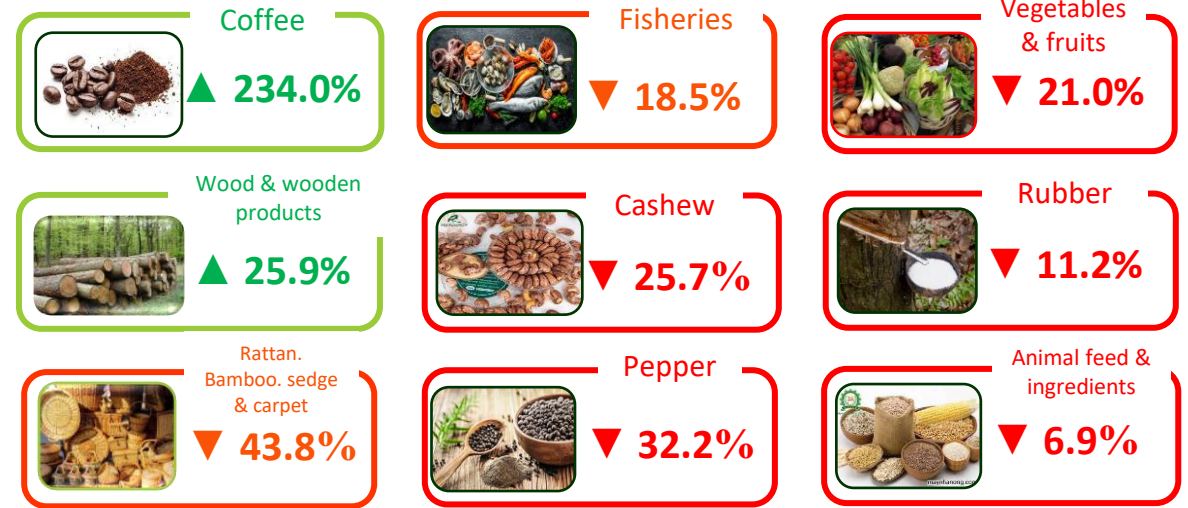 Coffee
▲ 234.0%
Fisheries
▼ 18.5%
Vegetables
& fruits
▼ 21.0%
Wood & wooden
products
▲ 25.9%
Cashew
▼ 25.7%
Rubber
▼ 11.2%
Rattan.
Bamboo. sedge
& carpet
▼ 43.8%
Pepper
▼ 32.2%
Animal feed &
ingredients
▼ 6.9%